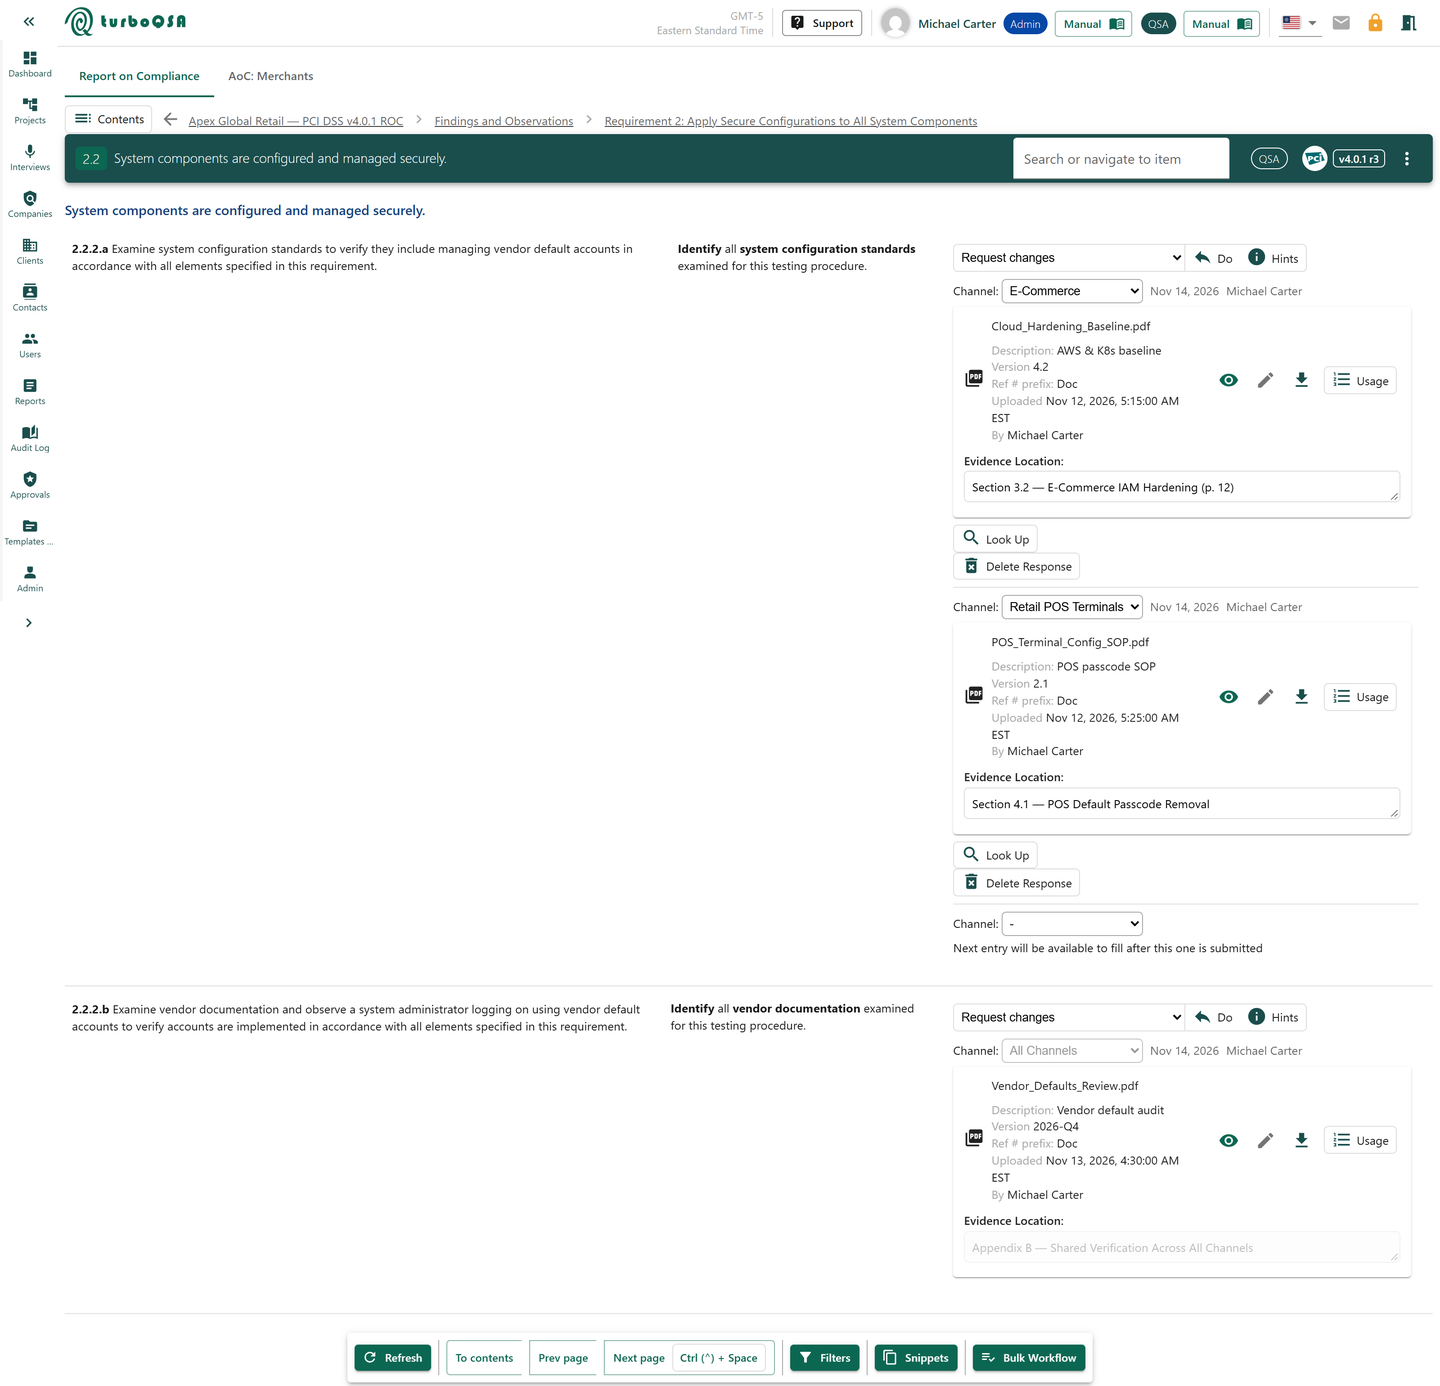 turboQSA
GMT-5
Eastern Standard Time
Support
Michael Carter
Admin
Manual
QSA
Manual
Dashboard
Projects
Interviews
Companies
Clients
Contacts
Users
Reports
Audit Log
Approvals
Templates ...
Admin
Report on Compliance
AoC: Merchants
Contents
Apex Global Retail — PCI DSS v4.0.1 ROC
Findings and Observations
Requirement 2: Apply Secure Configurations to All System Components
2.2 System components are configured and managed securely.
Search or navigate to item
QSA
PCI
v4.0.1 r3
System components are configured and managed securely.
2.2.2.a Examine system configuration standards to verify they include managing vendor default accounts in
accordance with all elements specified in this requirement.
Identify all system configuration standards
examined for this testing procedure.
Request changes
Do
Hints
Channel: E-Commerce Nov 14, 2026 Michael Carter
Cloud_Hardening_Baseline.pdf
PDF
Description: AWS & K8s baseline
Version 4.2
Ref # prefix: Doc
Uploaded Nov 12, 2026, 5:15:00 AM
EST
By Michael Carter
Usage
Evidence Location:
Section 3.2 — E-Commerce IAM Hardening (p. 12)
Look Up
Delete Response
Channel: Retail POS Terminals Nov 14, 2026 Michael Carter
POS_Terminal_Config_SOP.pdf
PDF
Description: POS passcode SOP
Version 2.1
Ref # prefix: Doc
Uploaded Nov 12, 2026, 5:25:00 AM
EST
By Michael Carter
Usage
Evidence Location:
Section 4.1 — POS Default Passcode Removal
Look Up
Delete Response
Channel: -
Next entry will be available to fill after this one is submitted
2.2.2.b Examine vendor documentation and observe a system administrator logging on using vendor default
accounts to verify accounts are implemented in accordance with all elements specified in this requirement.
Identify all vendor documentation examined
for this testing procedure.
Request changes
Do
Hints
Channel: All Channels Nov 14, 2026 Michael Carter
Vendor_Defaults_Review.pdf
PDF
Description: Vendor default audit
Version 2026-Q4
Ref # prefix: Doc
Uploaded Nov 13, 2026, 4:30:00 AM
EST
By Michael Carter
Usage
Evidence Location:
Appendix B — Shared Verification Across All Channels
Refresh
To contents
Prev page
Next page Ctrl (^) + Space
Filters
Snippets
Bulk Workflow